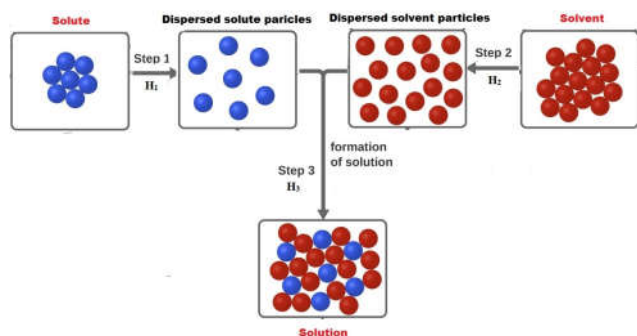 Solute
Dispersed solute paricles
Dispersed solvent particles
Solvent
Step 1
H₁
Step 2
H₂
formation
of solution
Step 3
H₃
Solution